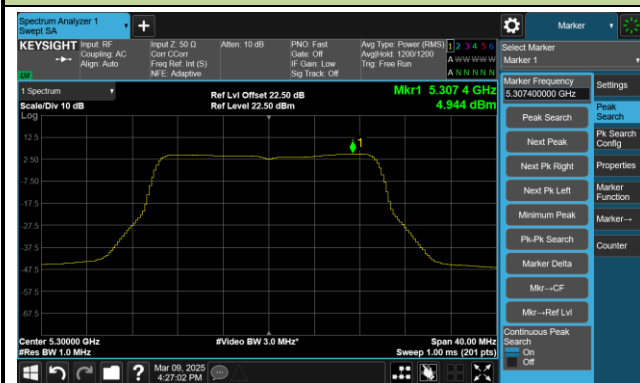 Spectrum Analyzer 1
Swept SA
Marker
KEYSIGHT
Input: RF
Coupling: AC
Align: Auto
Input Z: 50 Ω
Corr CCorr
Freq Ref: Int (S)
NFE: Adaptive
Atten: 10 dB
PNO: Fast
Gate: Off
IF Gain: Low
Sig Track: Off
Avg Type: Power (RMS)
Avg|Hold: 1200/1200
Trig: Free Run
1 2 3 4 5 6
A W W W W W
A N N N N N
Select Marker
Marker 1
1 Spectrum
Scale/Div 10 dB
Log
Ref Lvl Offset 22.50 dB
Ref Level 22.50 dBm
Mkr1 5.307 4 GHz
4.944 dBm
12.5
2.50
-7.50
-17.5
-27.5
-37.5
-47.5
-57.5
-67.5
1
Center 5.30000 GHz
#Res BW 1.0 MHz
#Video BW 3.0 MHz*
Span 40.00 MHz
Sweep 1.00 ms (201 pts)
Marker Frequency
5.307400000 GHz
Peak Search
Next Peak
Next Pk Right
Next Pk Left
Minimum Peak
Pk-Pk Search
Marker Delta
Mkr→CF
Mkr→Ref Lvl
Continuous Peak
Search
On
Off
Settings
Peak
Search
Pk Search
Config
Properties
Marker
Function
Marker→
Counter
Mar 09, 2025
4:27:02 PM